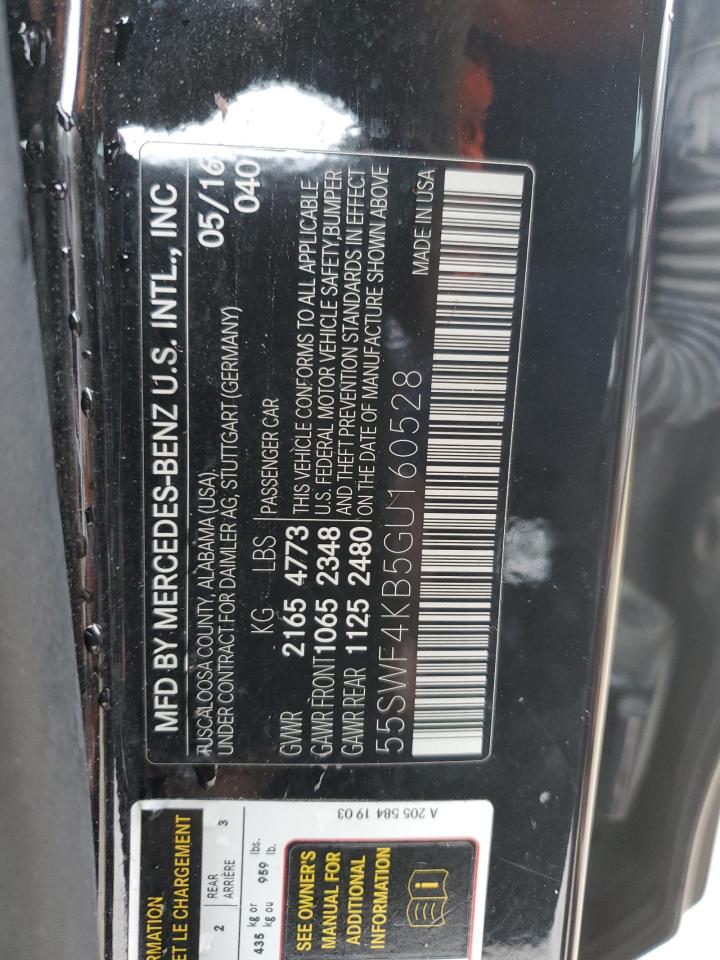 MFD BY MERCEDES-BENZ U.S. INTL., INC
TUSCALOOSA COUNTY, ALABAMA (USA) 05/16
UNDER CONTRACT FOR DAIMLER AG, STUTTGART (GERMANY) 040
KG LBS PASSENGER CAR
GVWR 2165 4773 THIS VEHICLE CONFORMS TO ALL APPLICABLE
GAWR FRONT 1065 2348 U.S. FEDERAL MOTOR VEHICLE SAFETY,BUMPER
GAWR REAR 1125 2480 AND THEFT PREVENTION STANDARDS IN EFFECT
ON THE DATE OF MANUFACTURE SHOWN ABOVE
55SWF4KB5GU160528 MADE IN USA
ET LE CHARGEMENT
2 REAR 3
ARRIÈRE
435 kg or 959 lbs.
kg ou lb.
SEE OWNER'S
MANUAL FOR
ADDITIONAL
INFORMATION
A 205 584 19 03